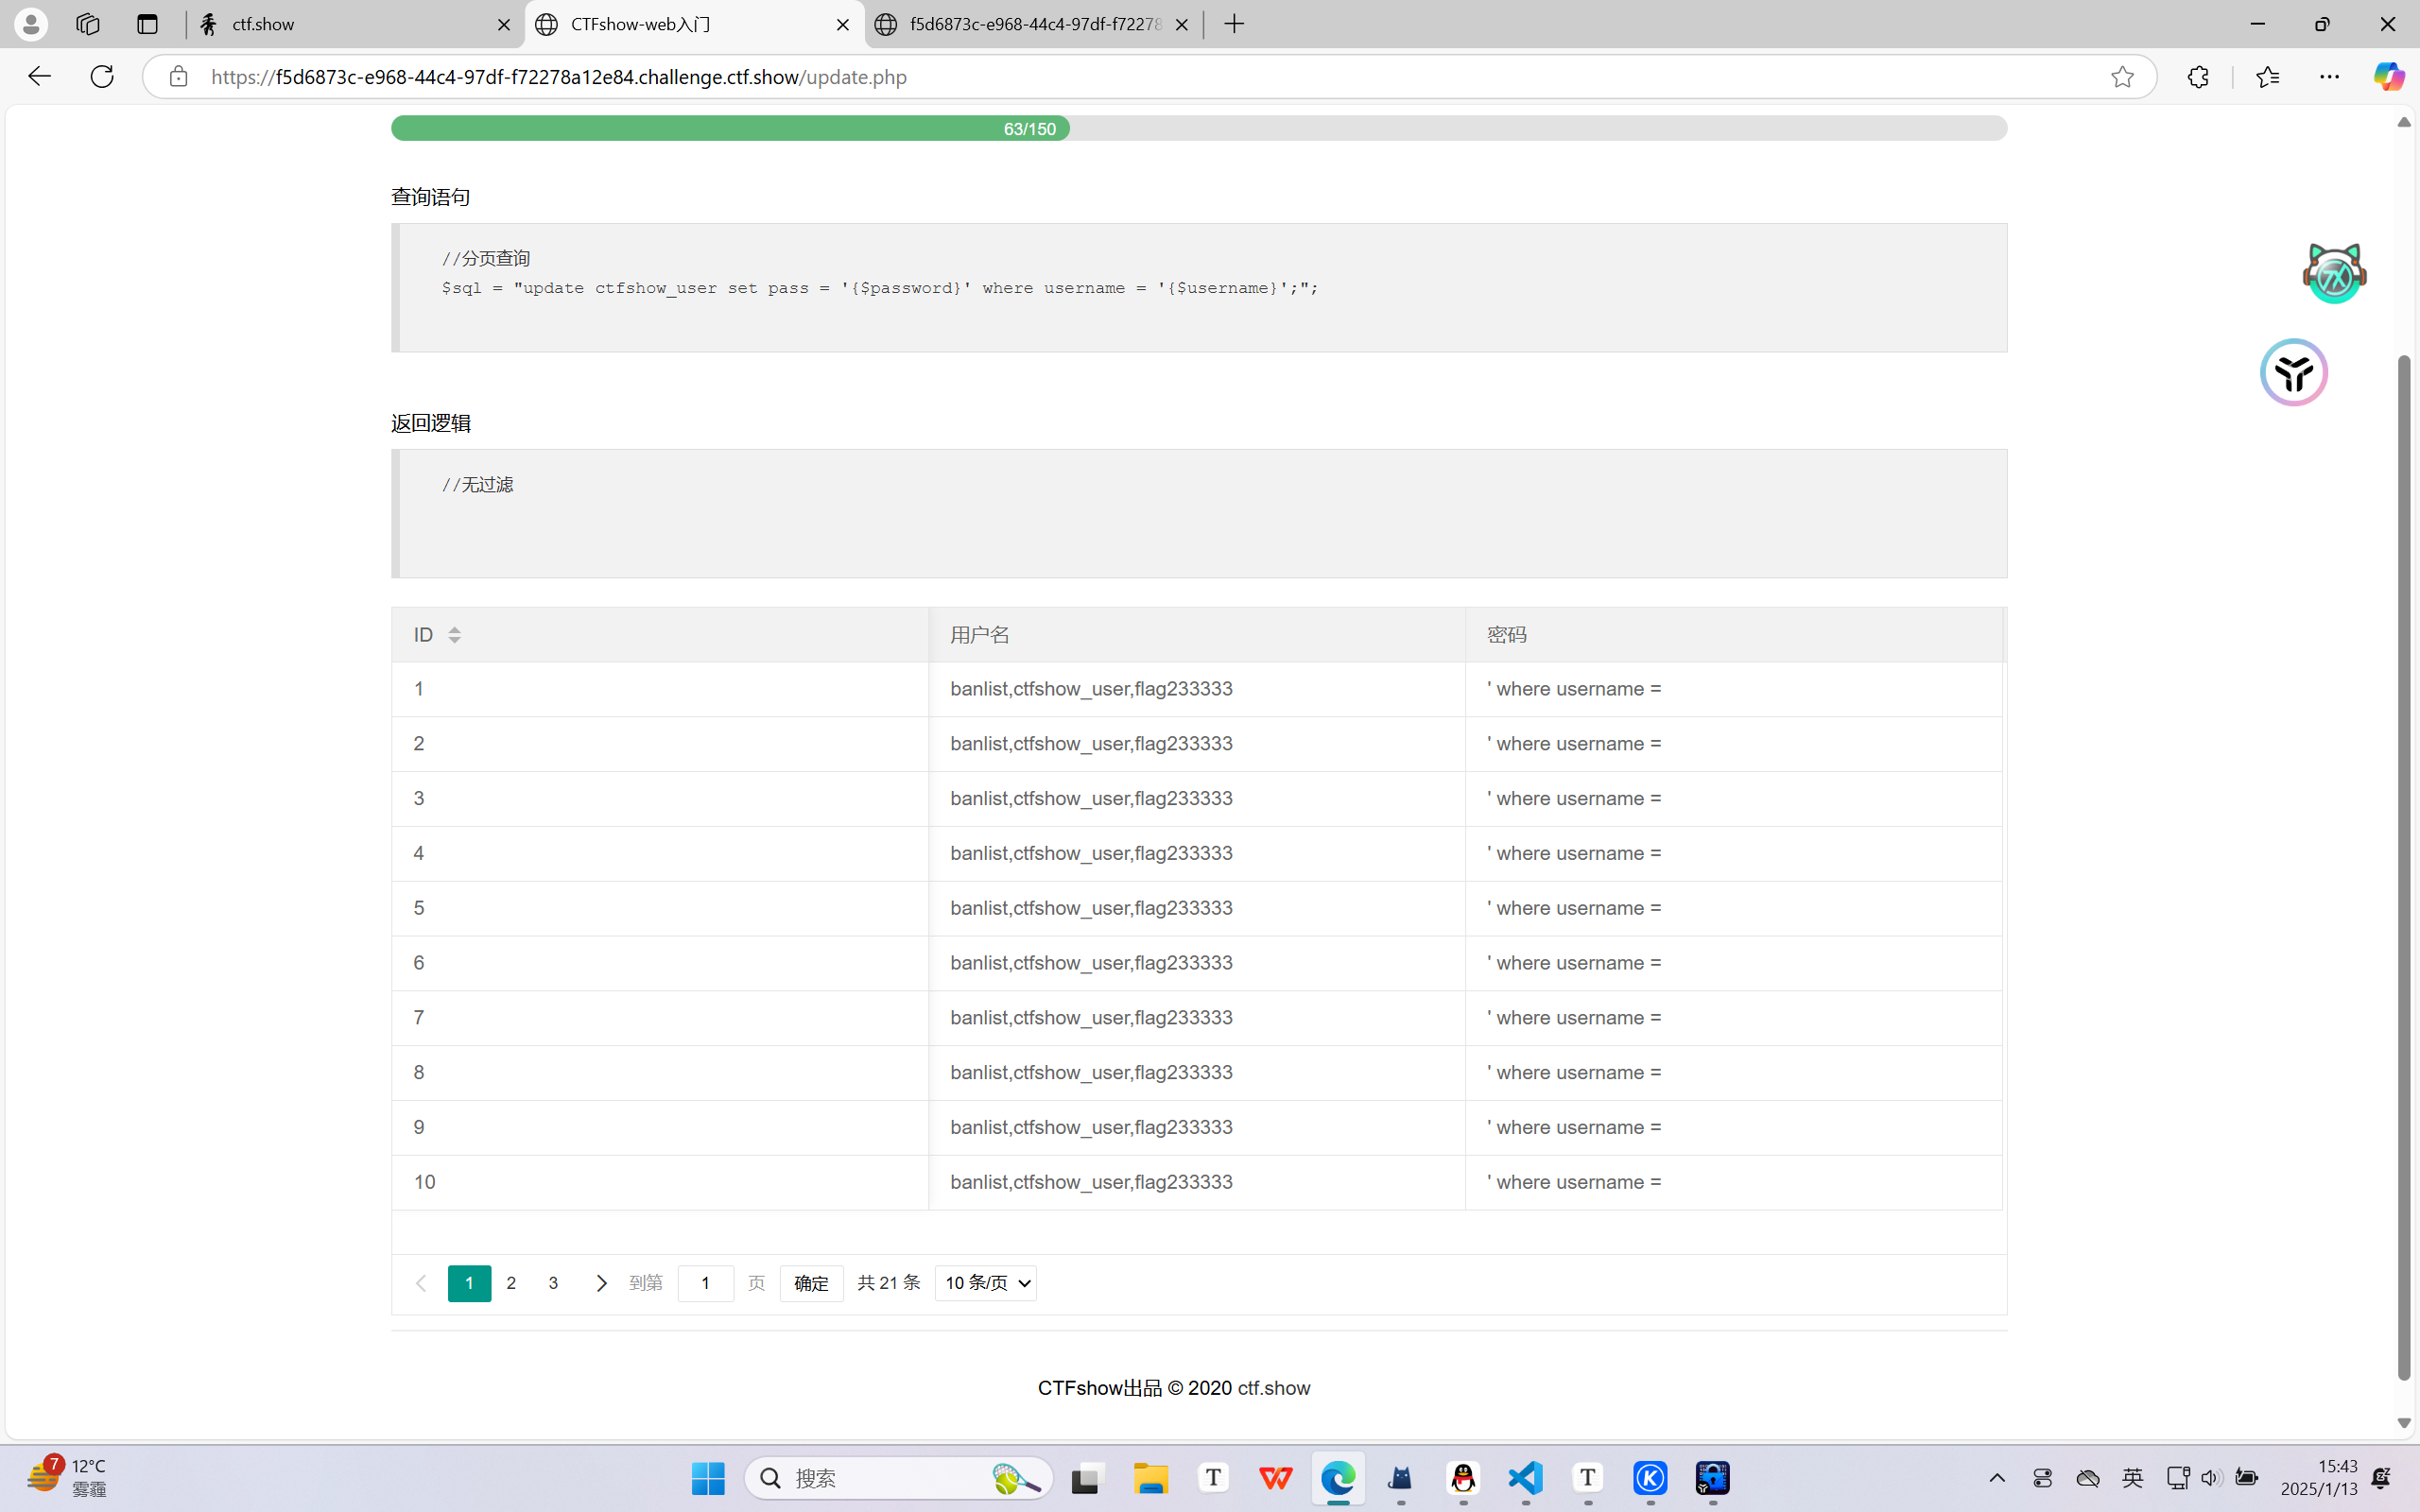 ctf.show
CTFshow-web入门
f5d6873c-e968-44c4-97df-f72278
https://f5d6873c-e968-44c4-97df-f72278a12e84.challenge.ctf.show/update.php
63/150
查询语句
//分页查询
$sql = "update ctfshow_user set pass = '{$password}' where username = '{$username}';";
返回逻辑
//无过滤
ID 用户名 密码
1 banlist,ctfshow_user,flag233333 ' where username =
2 banlist,ctfshow_user,flag233333 ' where username =
3 banlist,ctfshow_user,flag233333 ' where username =
4 banlist,ctfshow_user,flag233333 ' where username =
5 banlist,ctfshow_user,flag233333 ' where username =
6 banlist,ctfshow_user,flag233333 ' where username =
7 banlist,ctfshow_user,flag233333 ' where username =
8 banlist,ctfshow_user,flag233333 ' where username =
9 banlist,ctfshow_user,flag233333 ' where username =
10 banlist,ctfshow_user,flag233333 ' where username =
1 2 3 到第 1 页 确定 共 21 条 10 条/页
CTFshow出品 © 2020 ctf.show
7
12°C
雾霾
搜索
英
15:43
2025/1/13